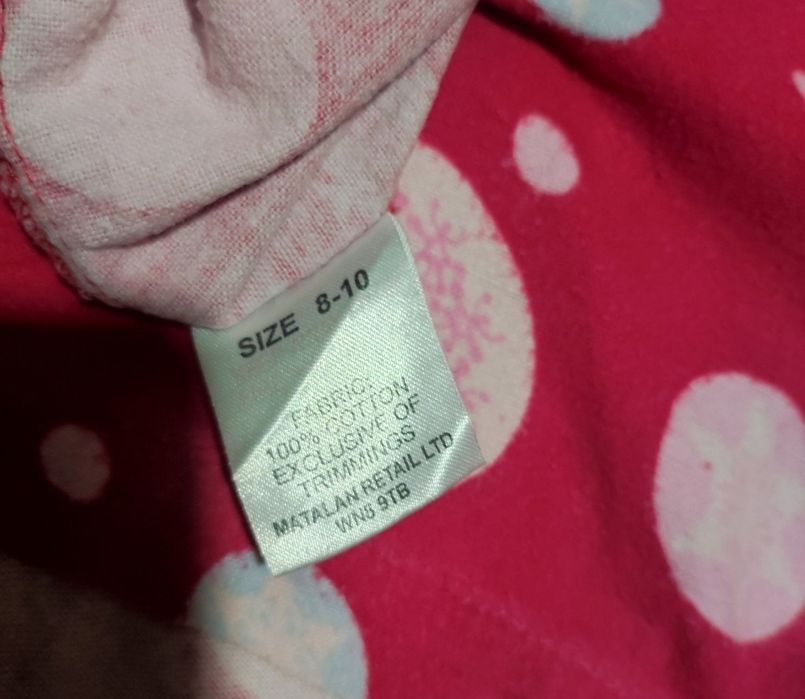 SIZE 8-10
FABRIC:
100% COTTON
EXCLUSIVE OF
TRIMMINGS
MATALAN RETAIL LTD
WN8 9TB